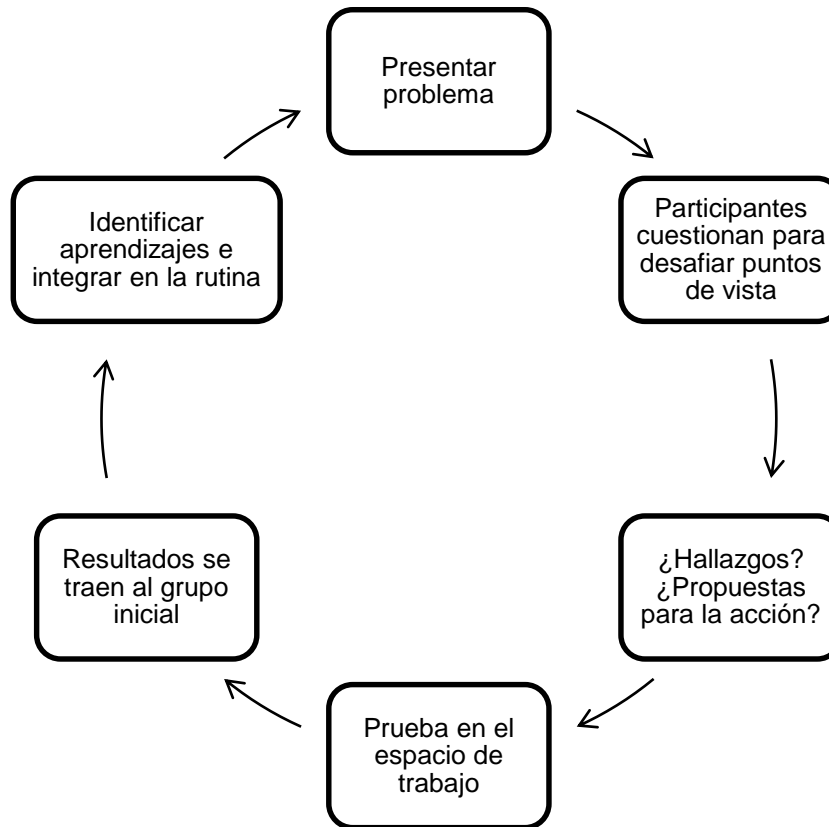 Presentar
problema
Participantes
cuestionan para
desafiar puntos
de vista
¿Hallazgos?
¿Propuestas
para la acción?
Prueba en el
espacio de
trabajo
Resultados se
traen al grupo
inicial
Identificar
aprendizajes e
integrar en la rutina